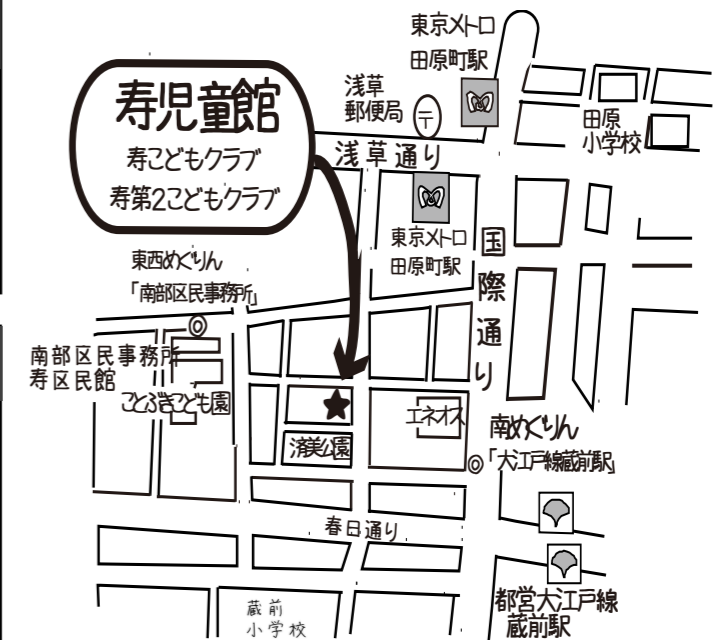 東京メトロ
田原町駅
浅草
郵便局
〒
寿児童館
寿こどもクラブ
寿第2こどもクラブ
田原
小学校
浅草通り
東京メトロ
田原町駅
国際通り
東西めぐりん
「南部区民事務所」
南部区民事務所
寿区民館
ことぶきこども園
エネオス
済美公園
南めぐりん
「大江戸線蔵前駅」
春日通り
都営大江戸線
蔵前駅
蔵前
小学校